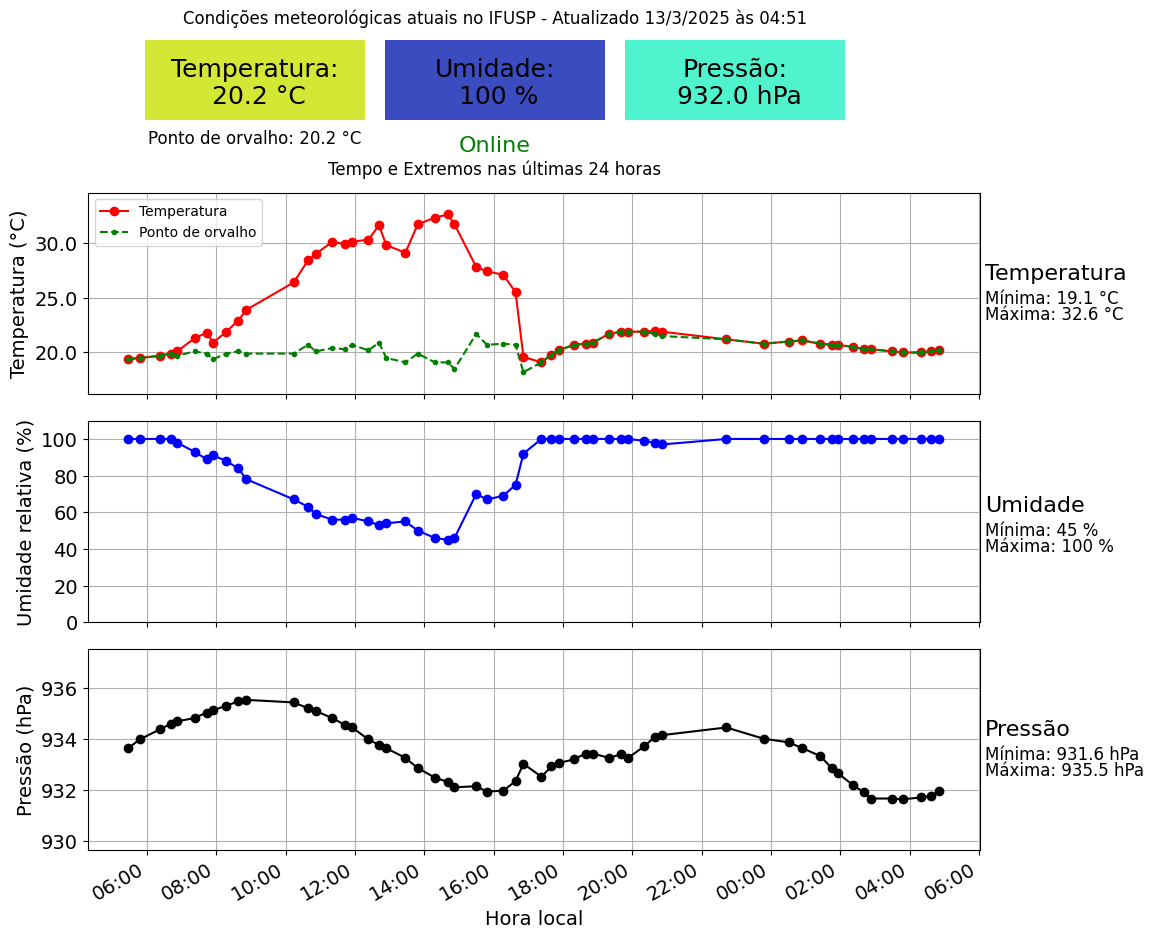 Condições meteorológicas atuais no IFUSP - Atualizado 13/3/2025 às 04:51
Temperatura:
20.2 °C
Umidade:
100 %
Pressão:
932.0 hPa
Ponto de orvalho: 20.2 °C
Online
Tempo e Extremos nas últimas 24 horas
Temperatura (°C)
30.0
25.0
20.0
Temperatura
Ponto de orvalho
Temperatura
Mínima: 19.1 °C
Máxima: 32.6 °C
Umidade relativa (%)
100
80
60
40
20
0
Umidade
Mínima: 45 %
Máxima: 100 %
Pressão (hPa)
936
934
932
930
Pressão
Mínima: 931.6 hPa
Máxima: 935.5 hPa
06:00 08:00 10:00 12:00 14:00 16:00 18:00 20:00 22:00 00:00 02:00 04:00 06:00
Hora local